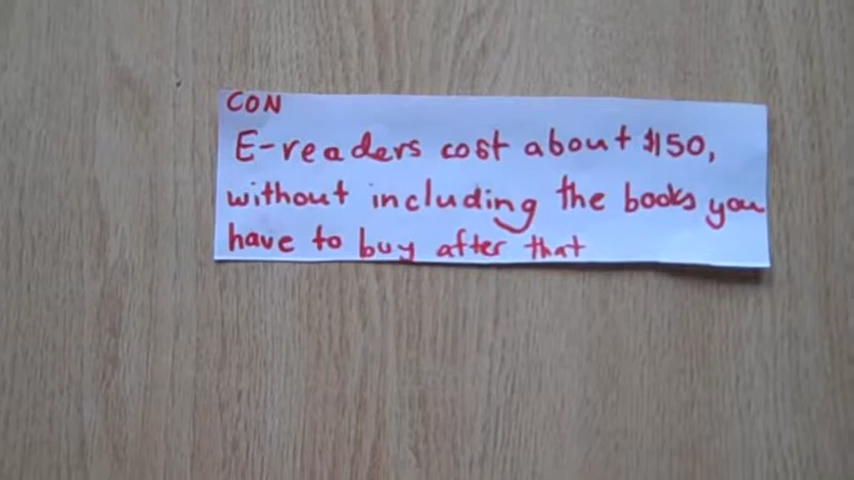 CON
E-readers cost about $150,
without including the books you
have to buy after that